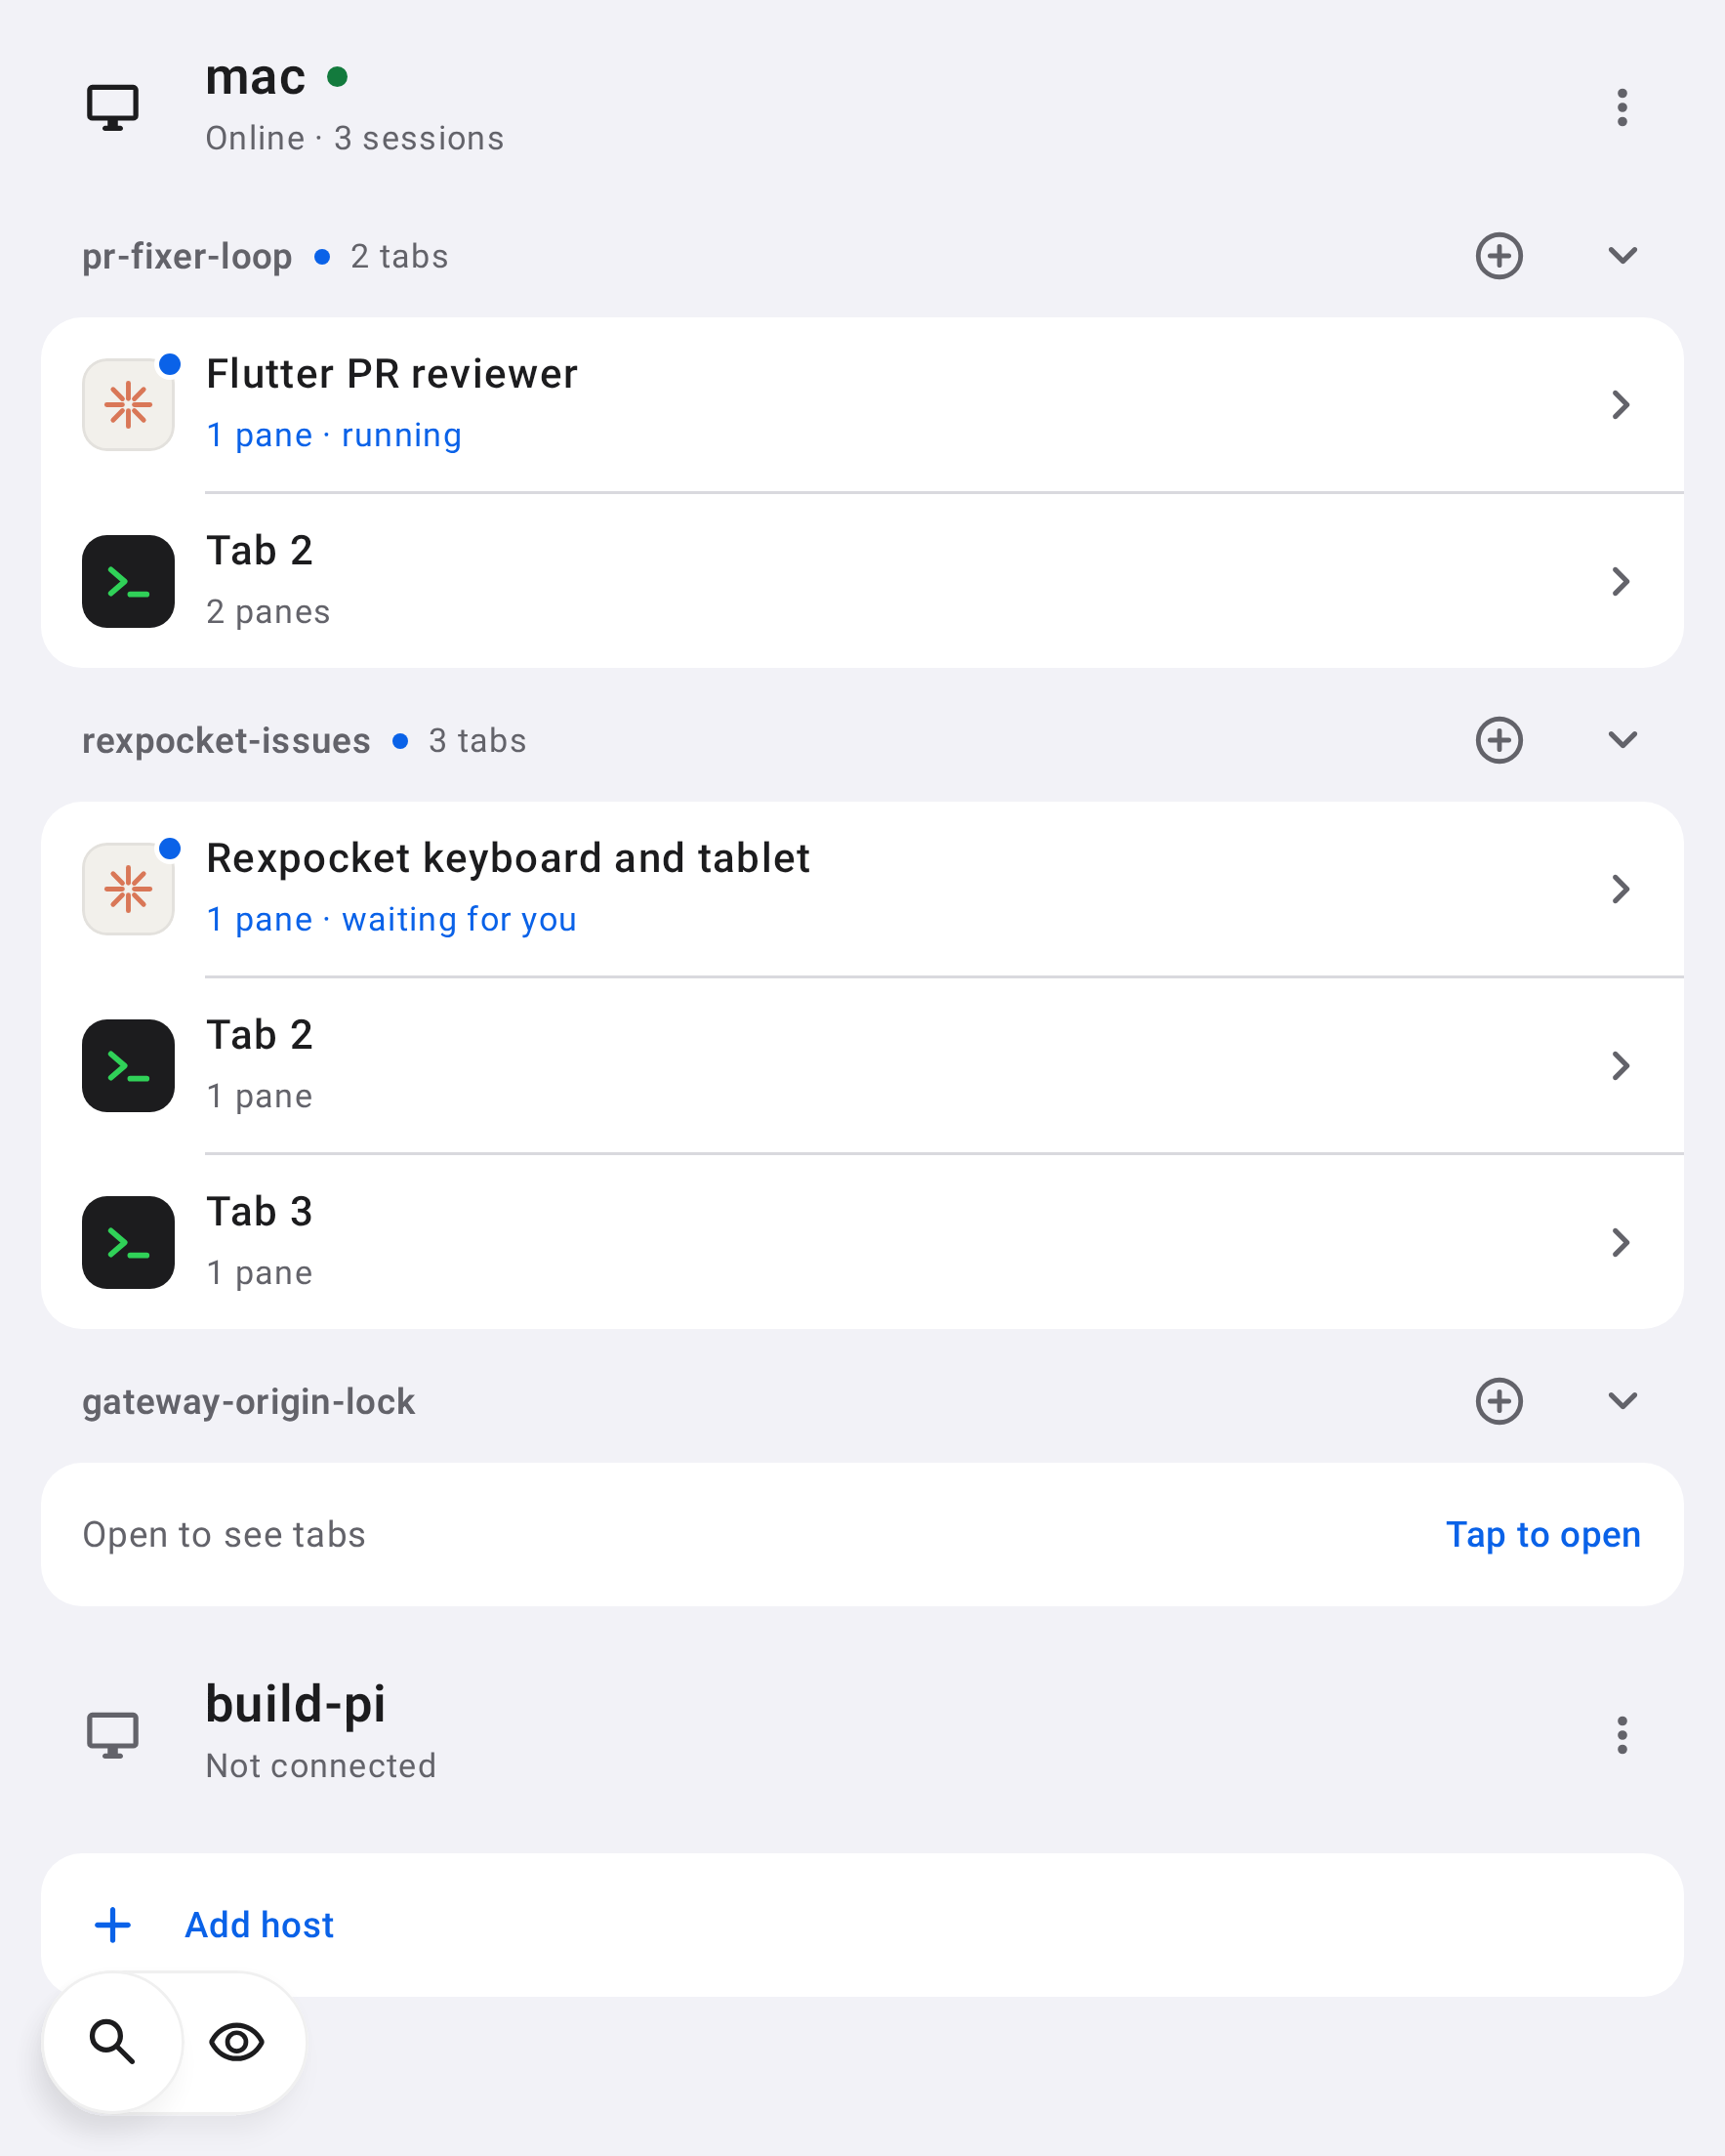 mac
Online · 3 sessions
pr-fixer-loop • 2 tabs
Flutter PR reviewer
1 pane · running
Tab 2
2 panes
rexpocket-issues • 3 tabs
Rexpocket keyboard and tablet
1 pane · waiting for you
Tab 2
1 pane
Tab 3
1 pane
gateway-origin-lock
Open to see tabs Tap to open
build-pi
Not connected
Add host